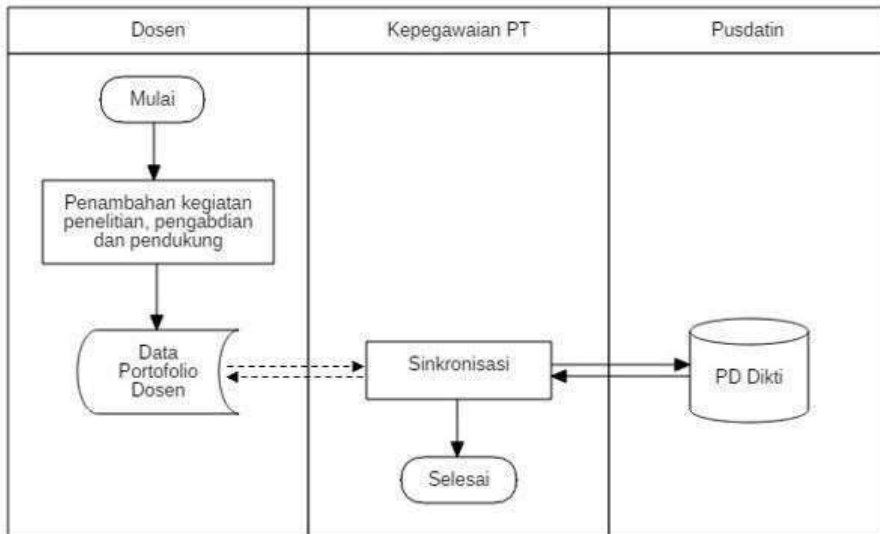 Dosen
Kepegawaian PT
Pusdatin
Mulai
Penambahan kegiatan
penelitian, pengabdian
dan pendukung
Data
Portofolio
Dosen
Sinkronisasi
PD Dikti
Selesai